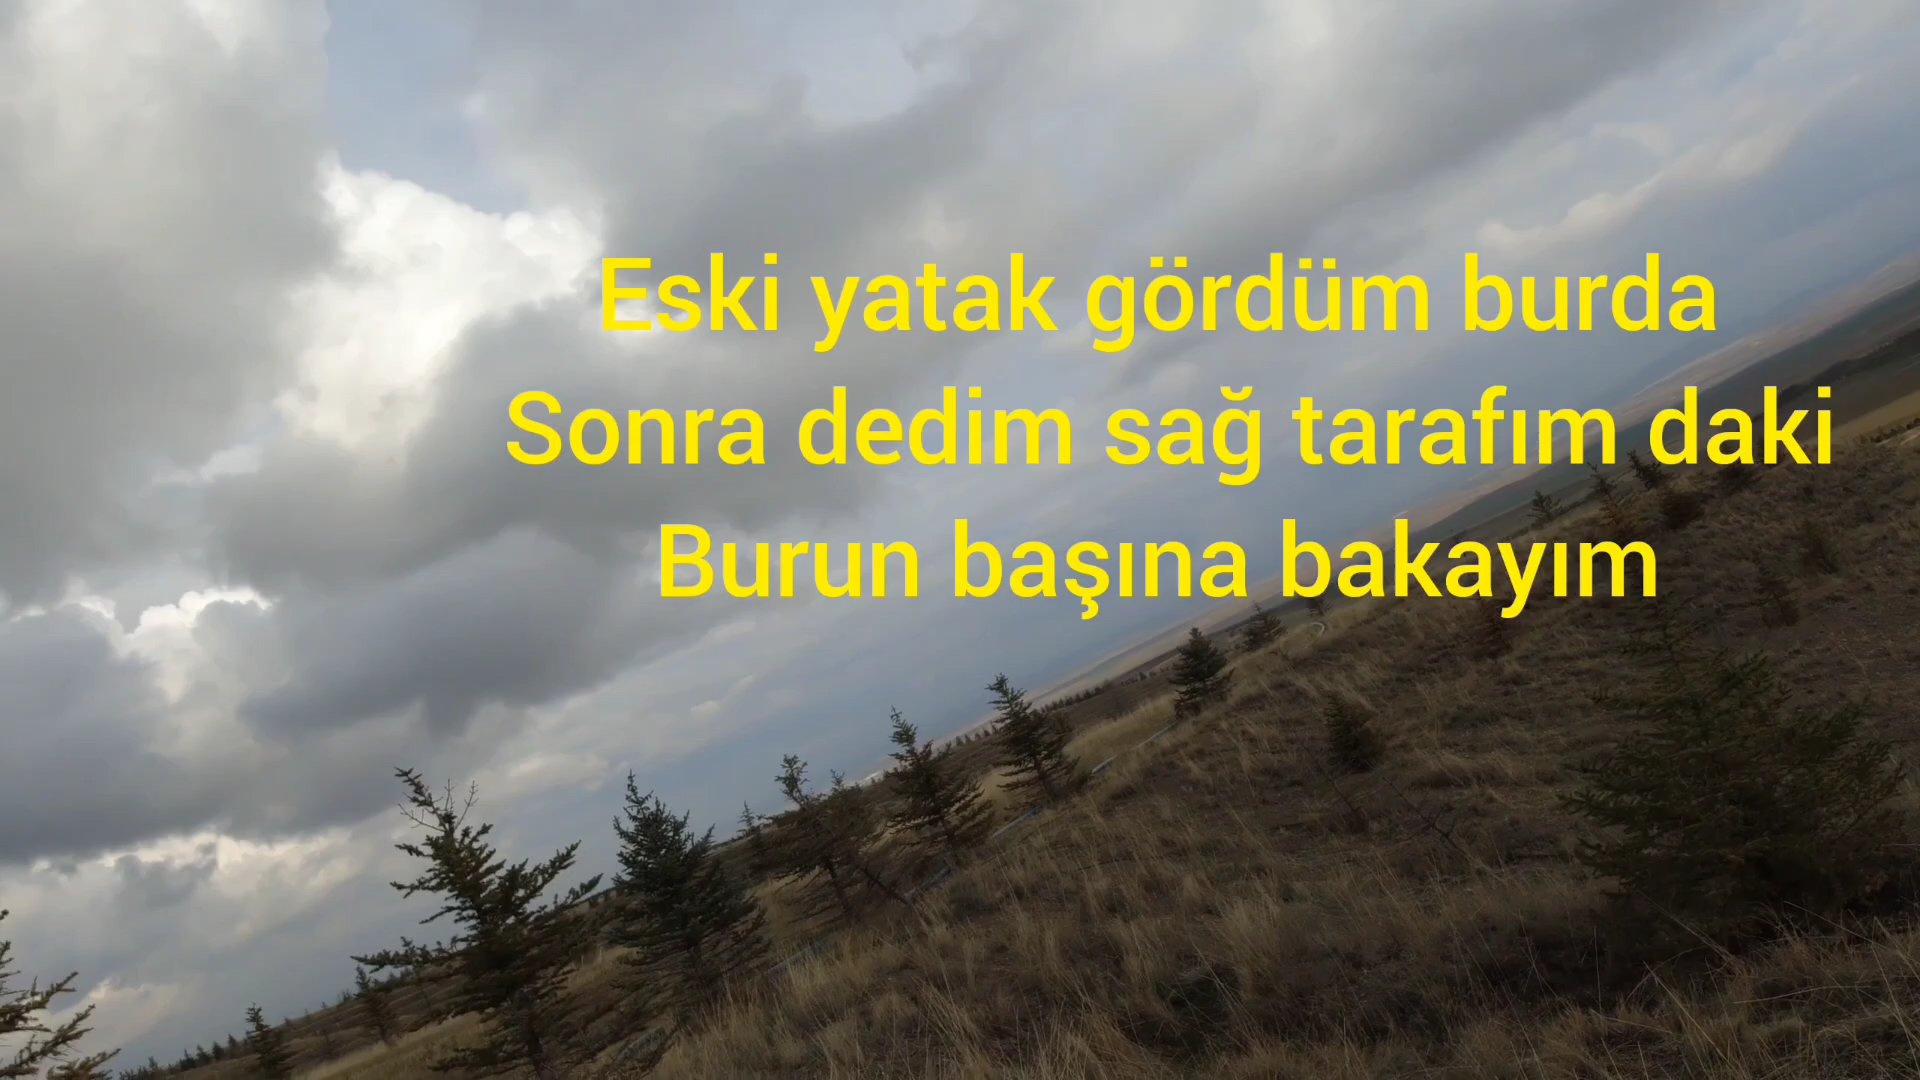 Eski yatak gördüm burda
Sonra dedim sağ tarafım daki
Burun başına bakayım